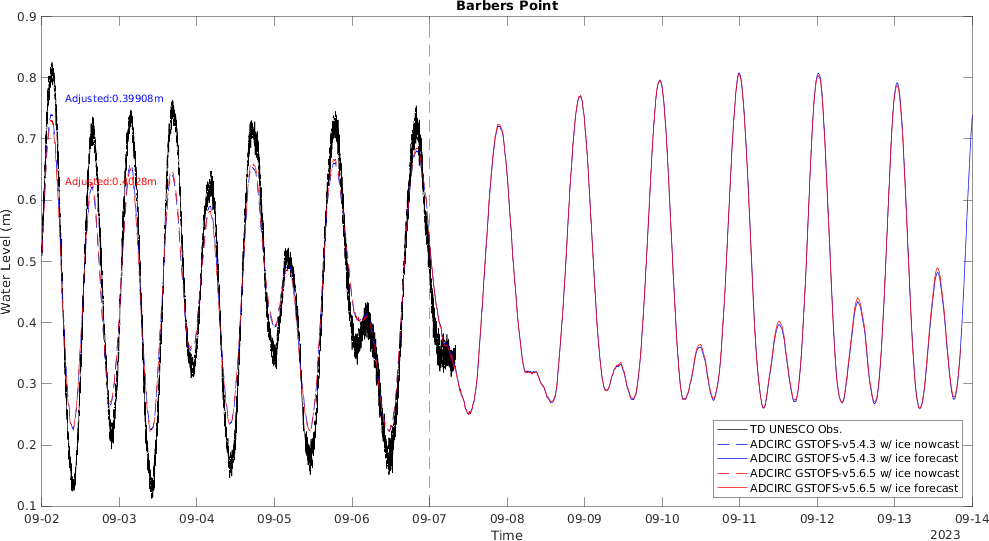 Barbers Point
0.9
0.8
0.7
0.6
0.5
0.4
0.3
0.2
0.1
Water Level (m)
Adjusted:0.39908m
Adjusted:0.4028m
TD UNESCO Obs.
ADCIRC GSTOFS-v5.4.3 w/ ice nowcast
ADCIRC GSTOFS-v5.4.3 w/ ice forecast
ADCIRC GSTOFS-v5.6.5 w/ ice nowcast
ADCIRC GSTOFS-v5.6.5 w/ ice forecast
09-02 09-03 09-04 09-05 09-06 09-07 09-08 09-09 09-10 09-11 09-12 09-13 09-14
Time
2023